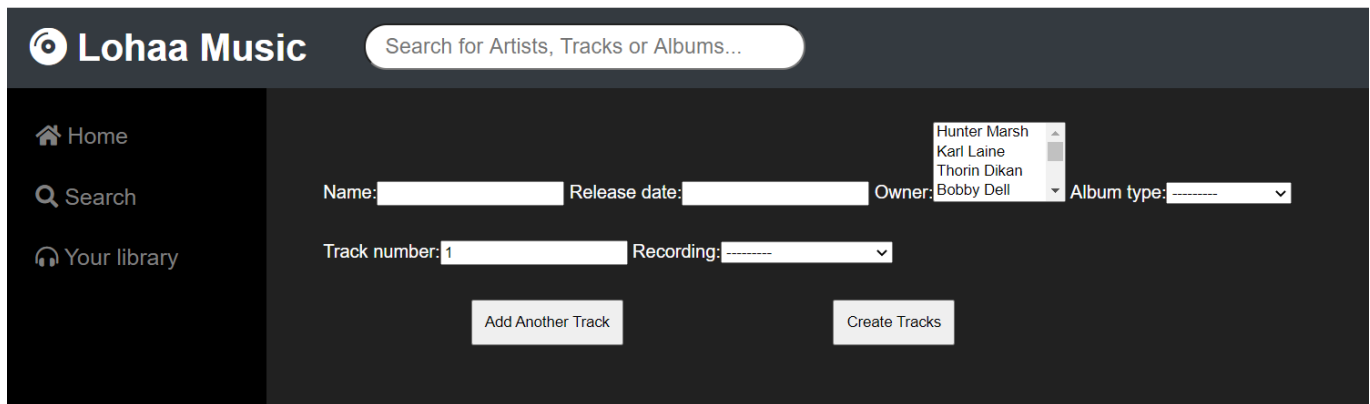 Lohaa Music
Search for Artists, Tracks or Albums...
Home
Search
Your library
Hunter Marsh
Karl Laine
Thorin Dikan
Bobby Dell
Name: Release date: Owner: Album type: ---------
Track number: 1 Recording: ---------
Add Another Track
Create Tracks